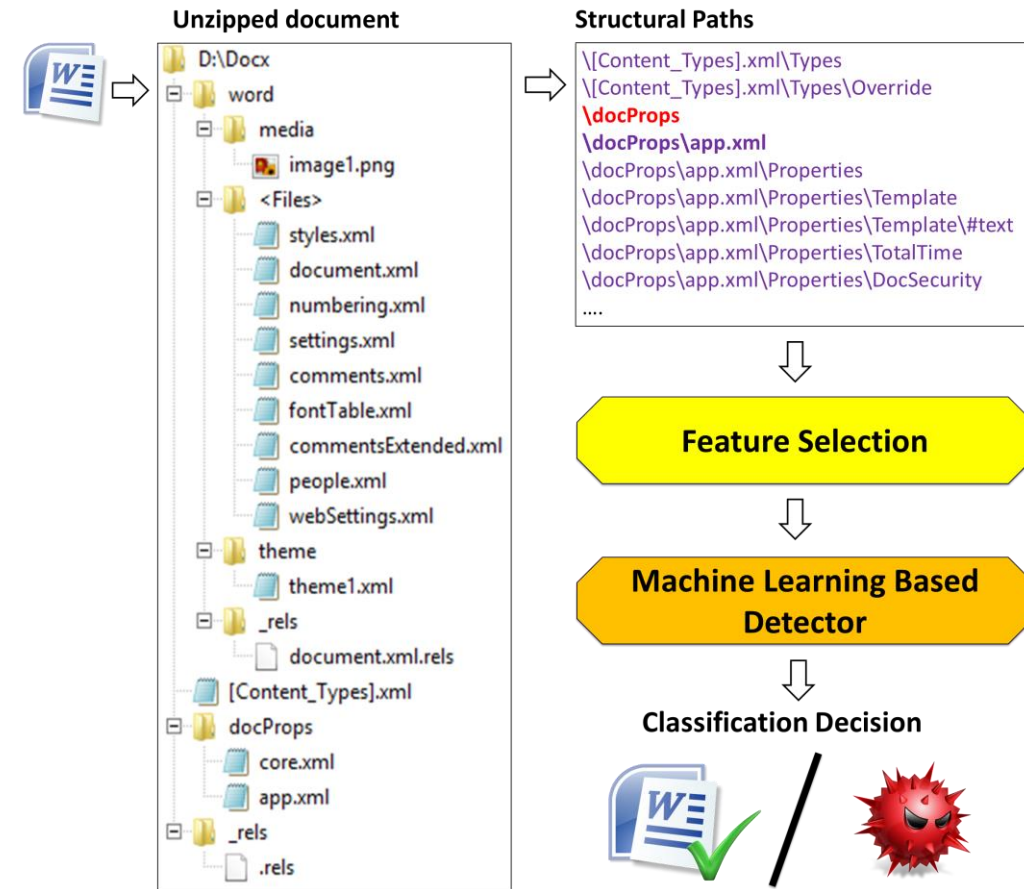 Unzipped document
W
D:\Docx
word
media
image1.png
<Files>
styles.xml
document.xml
numbering.xml
settings.xml
comments.xml
fontTable.xml
commentsExtended.xml
people.xml
webSettings.xml
theme
theme1.xml
_rels
document.xml.rels
[Content_Types].xml
docProps
core.xml
app.xml
_rels
.rels
Structural Paths
\[Content_Types].xml\Types
\[Content_Types].xml\Types\Override
\docProps
\docProps\app.xml
\docProps\app.xml\Properties
\docProps\app.xml\Properties\Template
\docProps\app.xml\Properties\Template\#text
\docProps\app.xml\Properties\TotalTime
\docProps\app.xml\Properties\DocSecurity
....
Feature Selection
Machine Learning Based
Detector
Classification Decision
W